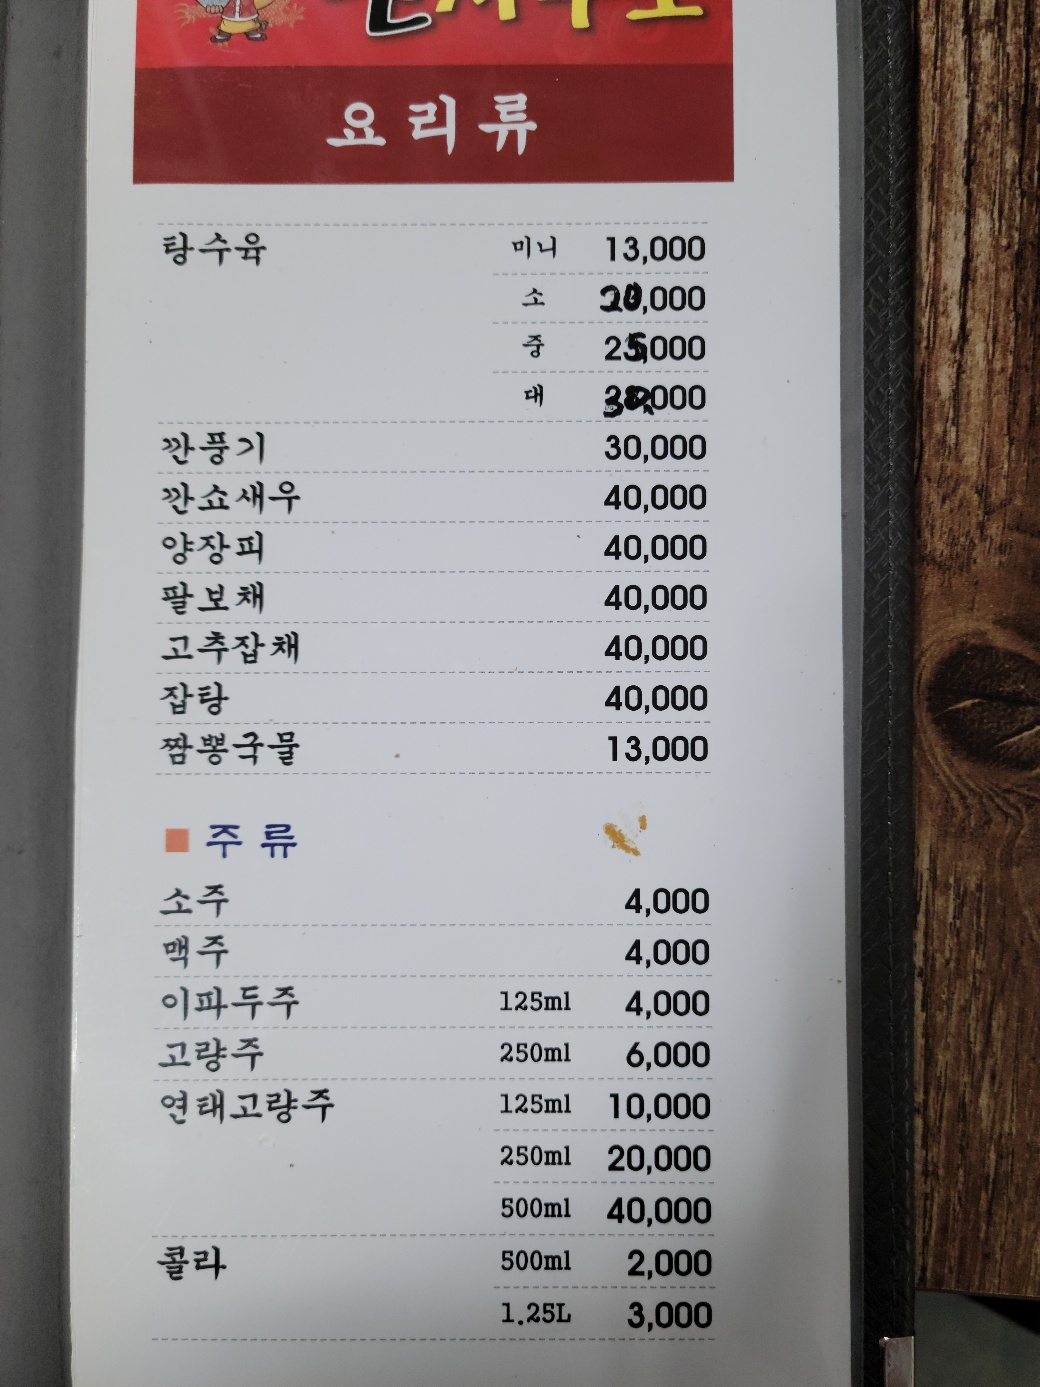 요리류
탕수육 미니 13,000
소 20,000
중 25,000
대 30,000
깐풍기 30,000
깐쇼새우 40,000
양장피 40,000
팔보채 40,000
고추잡채 40,000
잡탕 40,000
짬뽕국물 13,000
주류
소주 4,000
맥주 4,000
이파두주 125ml 4,000
고량주 250ml 6,000
연태고량주 125ml 10,000
250ml 20,000
500ml 40,000
콜라 500ml 2,000
1.25L 3,000